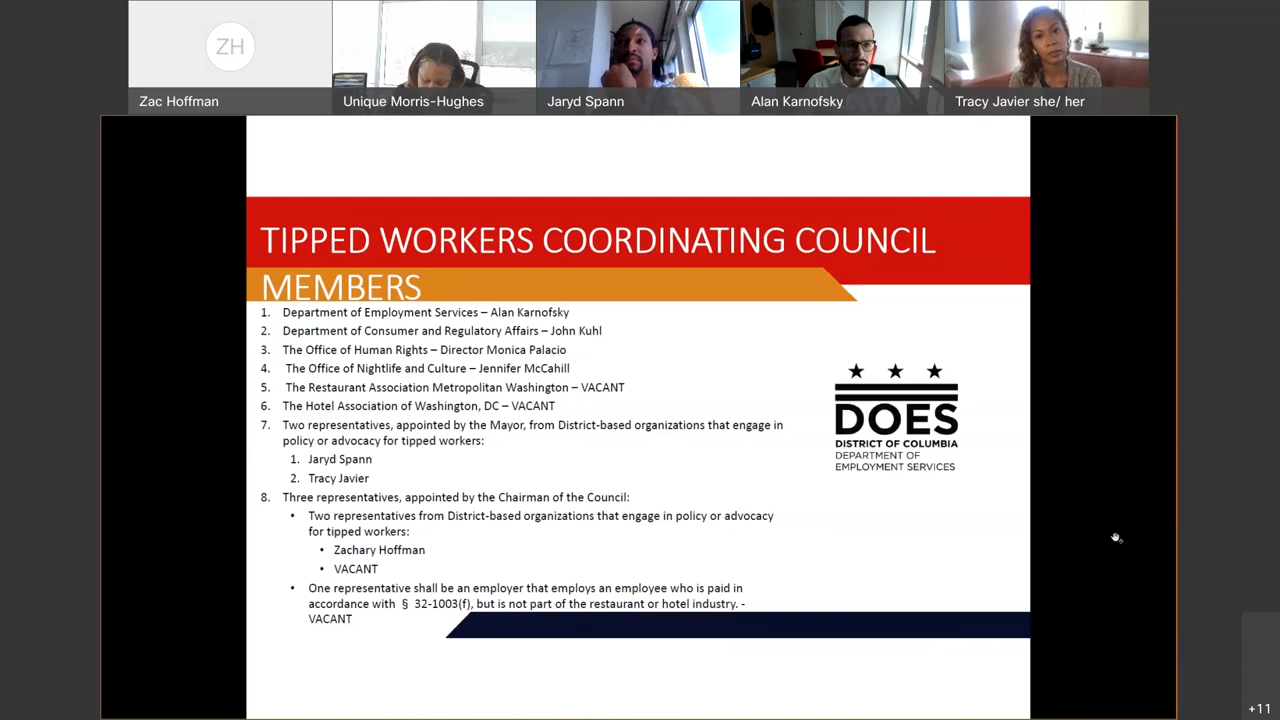 ZH
Zac Hoffman
Unique Morris-Hughes
Jaryd Spann
Alan Karnofsky
Tracy Javier she/ her
TIPPED WORKERS COORDINATING COUNCIL
MEMBERS
1. Department of Employment Services – Alan Karnofsky
2. Department of Consumer and Regulatory Affairs – John Kuhl
3. The Office of Human Rights – Director Monica Palacio
4. The Office of Nightlife and Culture – Jennifer McCahill
5. The Restaurant Association Metropolitan Washington – VACANT
6. The Hotel Association of Washington, DC – VACANT
7. Two representatives, appointed by the Mayor, from District-based organizations that engage in
policy or advocacy for tipped workers:
1. Jaryd Spann
2. Tracy Javier
8. Three representatives, appointed by the Chairman of the Council:
• Two representatives from District-based organizations that engage in policy or advocacy
for tipped workers:
• Zachary Hoffman
• VACANT
• One representative shall be an employer that employs an employee who is paid in
accordance with § 32-1003(f), but is not part of the restaurant or hotel industry. -
VACANT
DOES
DISTRICT OF COLUMBIA
DEPARTMENT OF
EMPLOYMENT SERVICES
+11